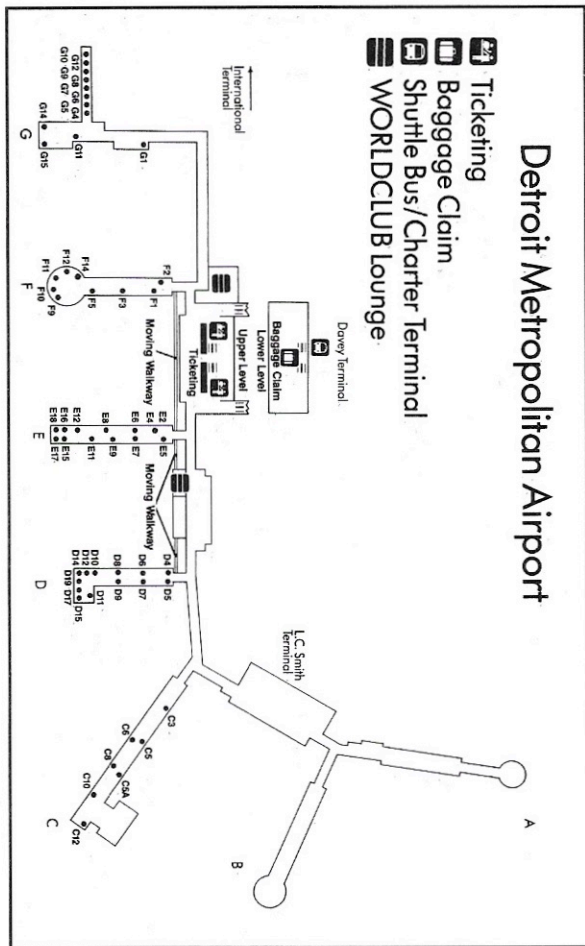 Detroit Metropolitan Airport
Ticketing
Baggage Claim
Shuttle Bus/Charter Terminal
WORLDCLUB Lounge
Davey Terminal
Baggage Claim
Lower Level
Upper Level
Ticketing
L.C. Smith
Terminal
A
B
International
Terminal
Moving Walkway
Moving Walkway
G12 G8 G6 G4
G10 G9 G7 G5
G1
G11
G14
G15
G
F2
F1
F3
F5
F14
F12
F11
F10
F9
F
E2
E5
E4
E6
E7
E8
E9
E12
E11
E16
E15
E18
E17
E
D4
D5
D6
D7
D8
D9
D10
D11
D12
D14
D15
D19
D17
D
C3
C5
C6
C5A
C8
C10
C12
C